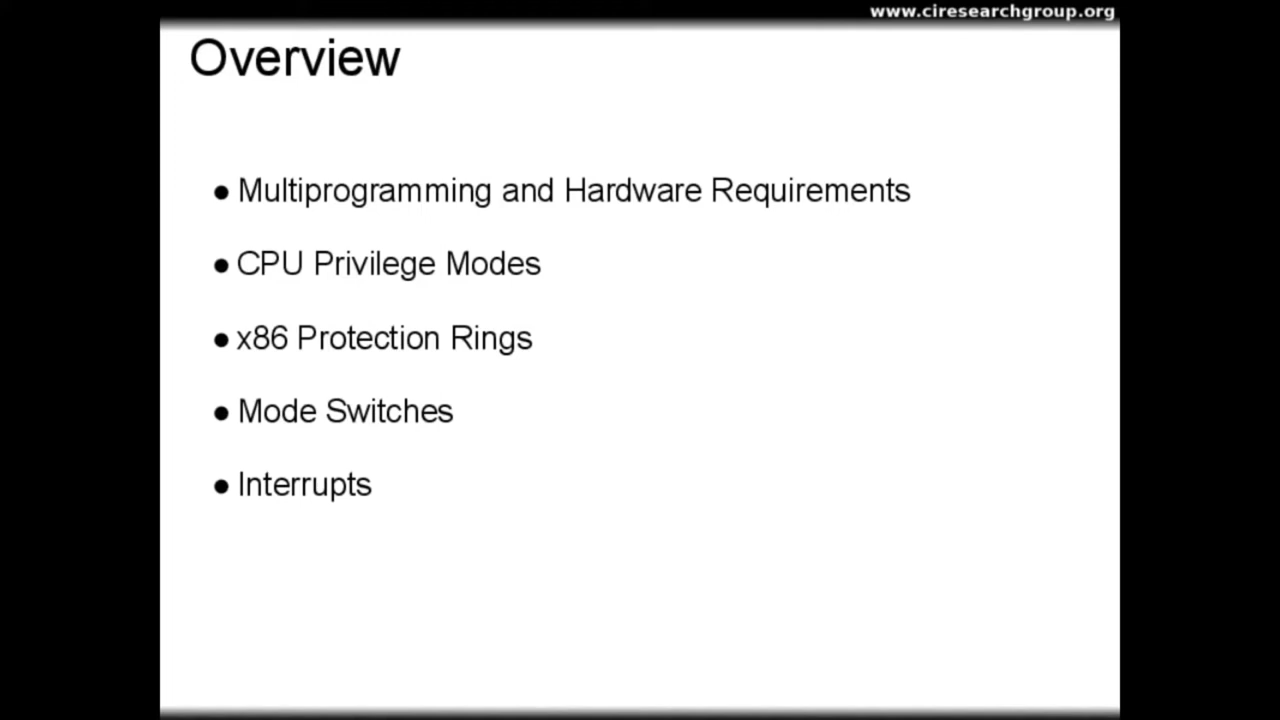 www.ciresearchgroup.org
Overview
● Multiprogramming and Hardware Requirements
● CPU Privilege Modes
● x86 Protection Rings
● Mode Switches
● Interrupts